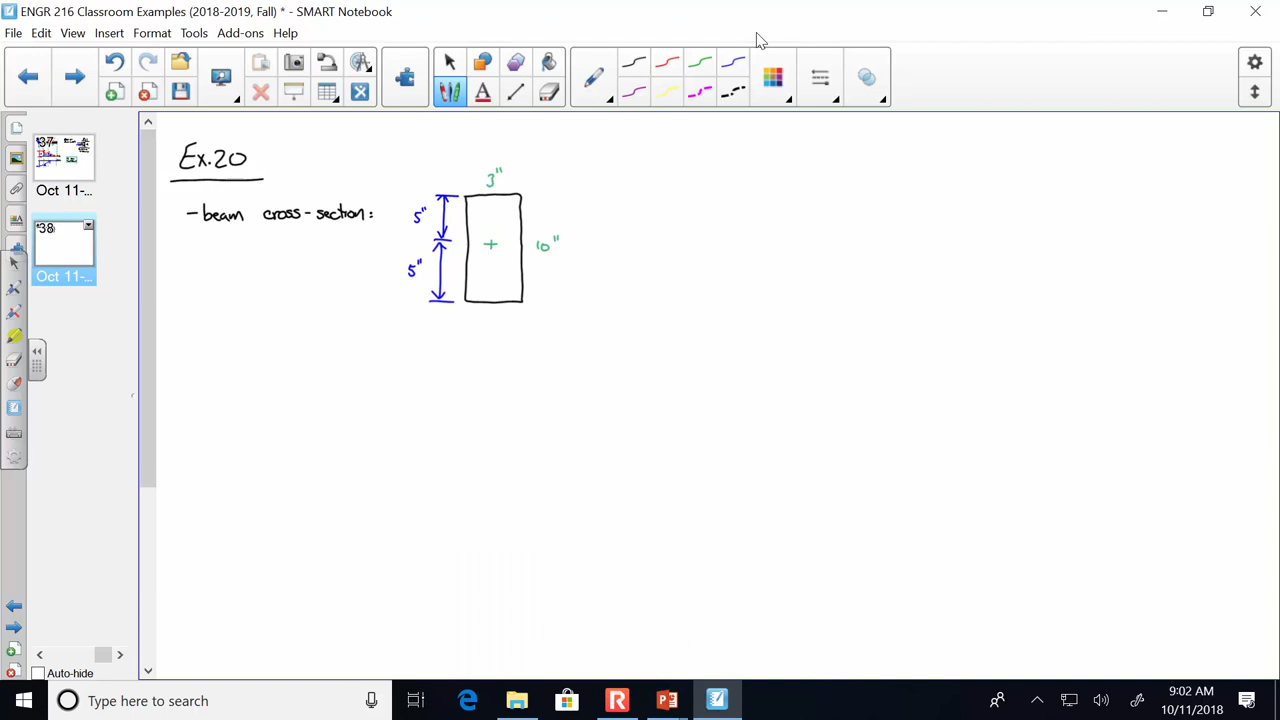 ENGR 216 Classroom Examples (2018-2019, Fall) * - SMART Notebook
File Edit View Insert Format Tools Add-ons Help
37
Oct 11-...
38
Oct 11-...
Auto-hide
Ex.20
- beam cross-section:
3"
5"
10"
5"
Type here to search
9:02 AM
10/11/2018